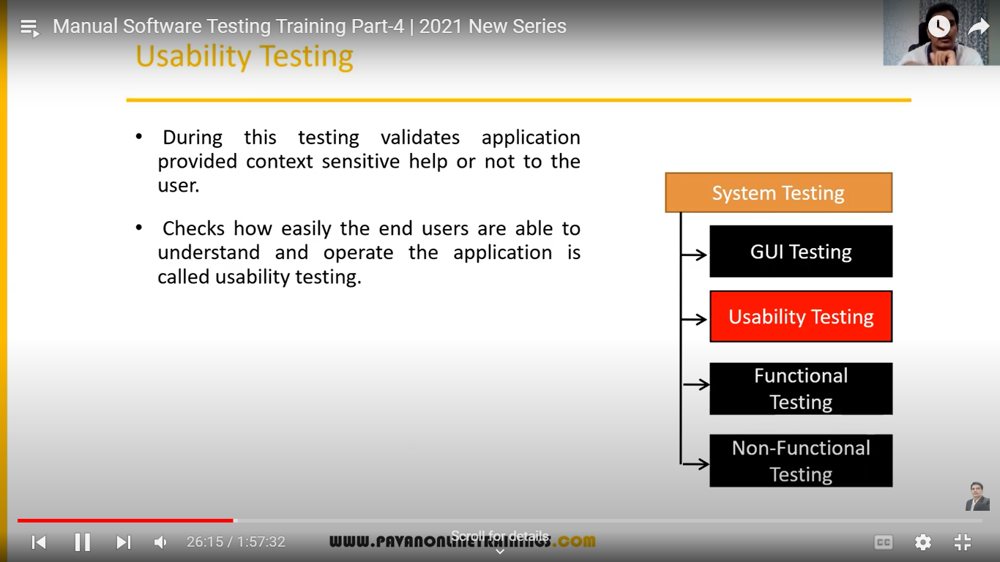 Manual Software Testing Training Part-4 | 2021 New Series
Usability Testing
• During this testing validates application
provided context sensitive help or not to the
user.
• Checks how easily the end users are able to
understand and operate the application is
called usability testing.
System Testing
GUI Testing
Usability Testing
Functional
Testing
Non-Functional
Testing
Scroll for details
26:15 / 1:57:32
WWW.PAVANONLINETRAININGS.COM
CC